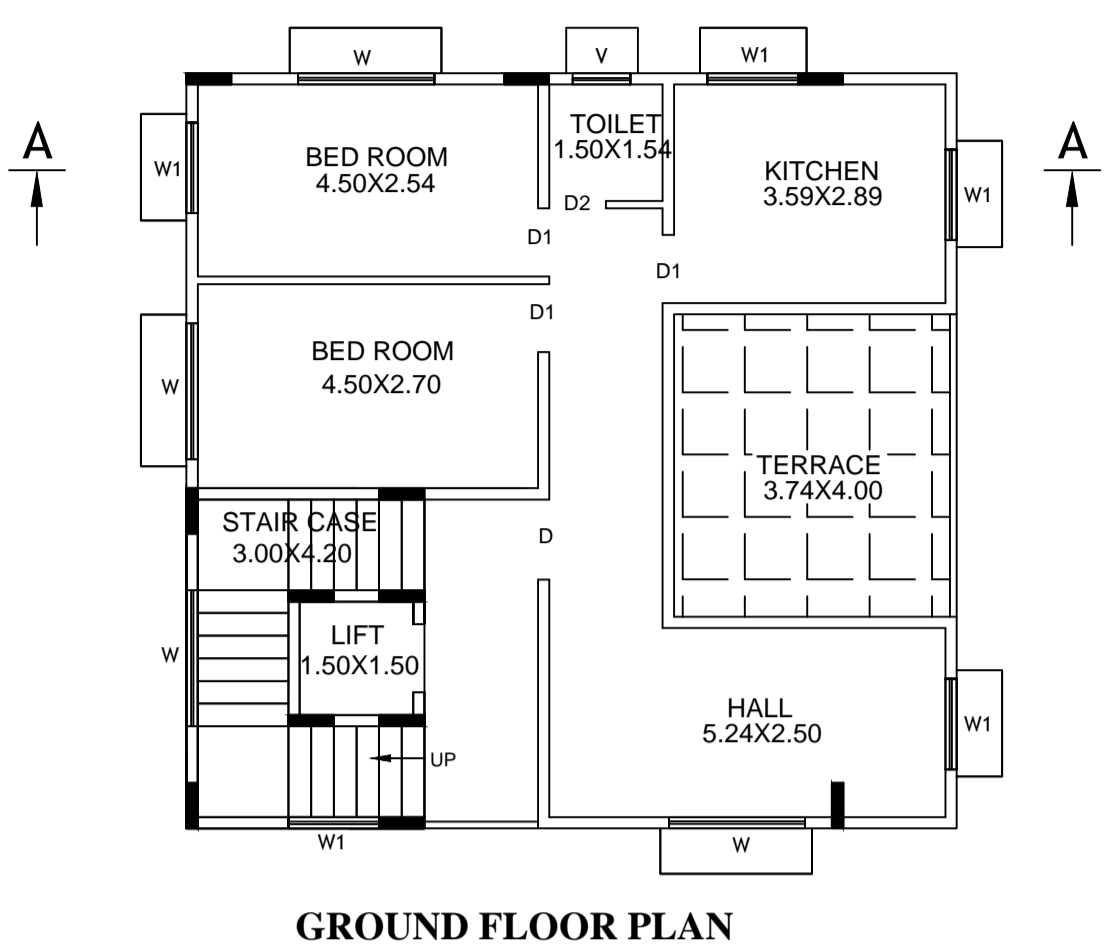 W
V
W1
A
W1
BED ROOM
4.50X2.54
TOILET
1.50X1.54
KITCHEN
3.59X2.89
W1
A
D2
D1
D1
D1
W
BED ROOM
4.50X2.70
TERRACE
3.74X4.00
STAIR CASE
3.00X4.20
D
W
LIFT
1.50X1.50
HALL
5.24X2.50
W1
UP
W1
W
GROUND FLOOR PLAN